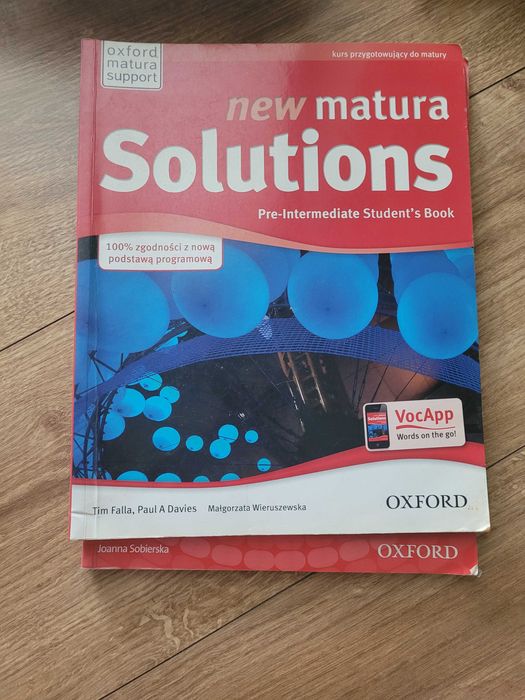 oxford
matura
support
kurs przygotowujący do matury
new matura
Solutions
Pre-Intermediate Student's Book
100% zgodności z nową
podstawą programową
Solutions
VocApp
Words on the go!
Tim Falla, Paul A Davies Małgorzata Wieruszewska
OXFORD
Joanna Sobierska
OXFORD